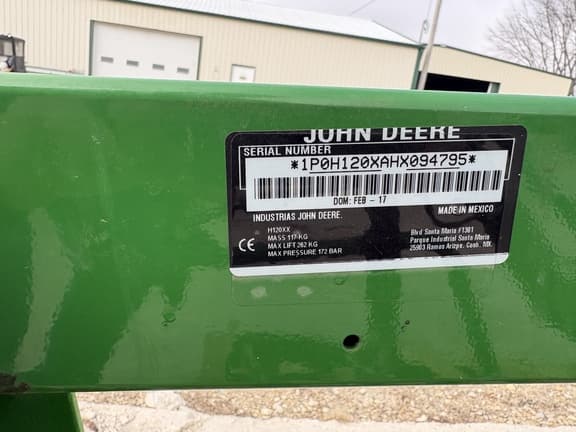 JOHN DEERE
SERIAL NUMBER
*1P0H120XAHX094795*
DOM: FEB - 17
INDUSTRIAS JOHN DEERE.
MADE IN MEXICO
H120XX
MASS 117 KG
MAX LIFT 262 KG
MAX PRESSURE 172 BAR
CE
Blvd Santa Maria #1361
Parque Industrial Santa Maria
25903 Ramos Arizpe. Coah. MX.